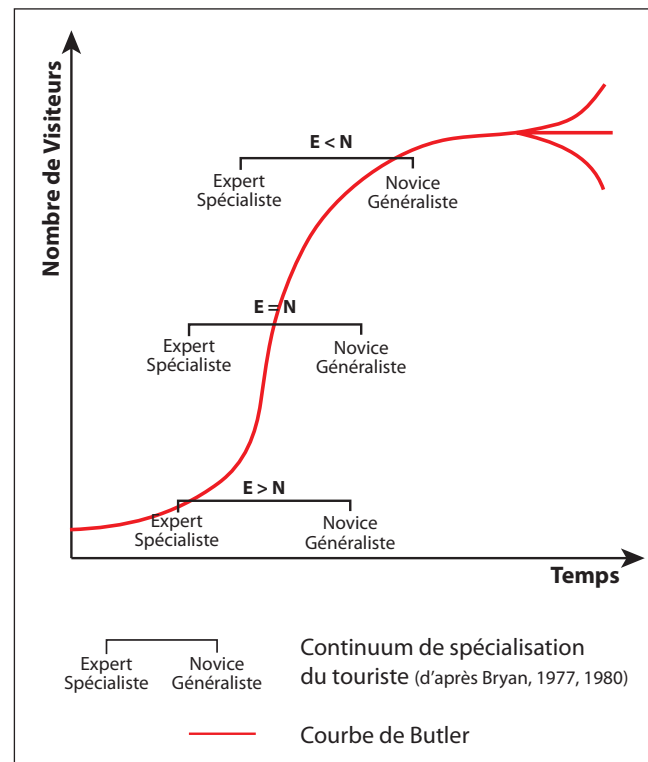 Nombre de Visiteurs
E < N
Expert
Spécialiste
Novice
Généraliste
E = N
Expert
Spécialiste
Novice
Généraliste
E > N
Expert
Spécialiste
Novice
Généraliste
Temps
Expert
Spécialiste
Novice
Généraliste
Continuum de spécialisation
du touriste (d'après Bryan, 1977, 1980)
Courbe de Butler